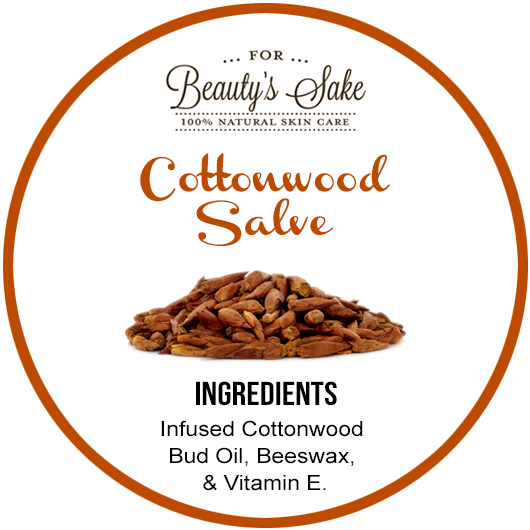 ... FOR ...
Beauty's Sake
100% NATURAL SKIN CARE
Cottonwood
Salve
INGREDIENTS
Infused Cottonwood
Bud Oil, Beeswax,
& Vitamin E.